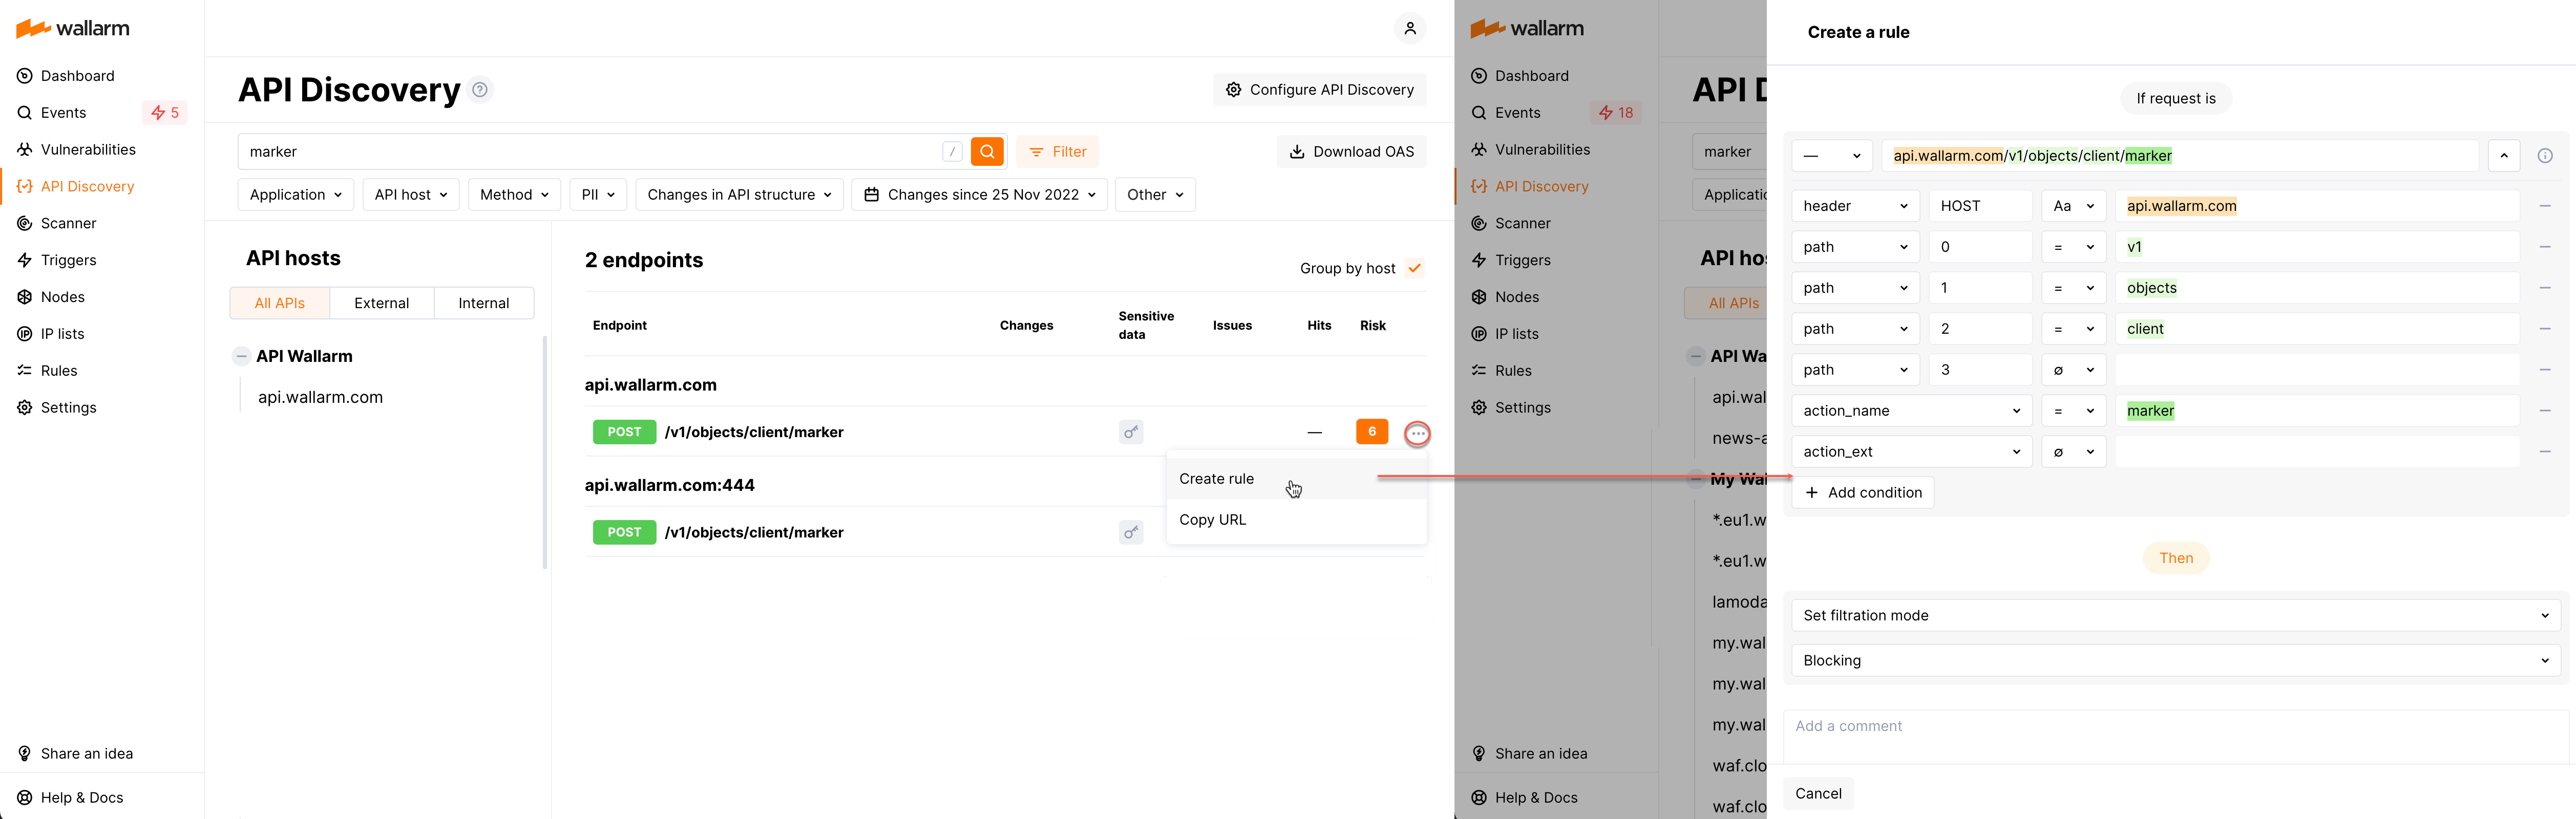 wallarm
Dashboard
Events 5
Vulnerabilities
API Discovery
Scanner
Triggers
Nodes
IP lists
Rules
Settings
Share an idea
Help & Docs
API Discovery ?
Configure API Discovery
marker /
Filter
Download OAS
Application API host Method PII Changes in API structure Changes since 25 Nov 2022 Other
API hosts
All APIs External Internal
API Wallarm
api.wallarm.com
2 endpoints
Group by host
Endpoint Changes Sensitive data Issues Hits Risk
api.wallarm.com
POST /v1/objects/client/marker — 6
Create rule
Copy URL
api.wallarm.com:444
POST /v1/objects/client/marker
wallarm
Dashboard
Events 18
Vulnerabilities
API Discovery
Scanner
Triggers
Nodes
IP lists
Rules
Settings
Share an idea
Help & Docs
API D
marker
Applicatio
API ho
All APIs
API Wa
api.wal
news-a
My Wa
*.eu1.w
*.eu1.w
lamoda
my.wal
my.wal
my.wal
waf.clo
waf.clo
Create a rule
If request is
— api.wallarm.com/v1/objects/client/marker
header HOST Aa api.wallarm.com
path 0 = v1
path 1 = objects
path 2 = client
path 3 ∅
action_name = marker
action_ext ∅
+ Add condition
Then
Set filtration mode
Blocking
Add a comment
Cancel